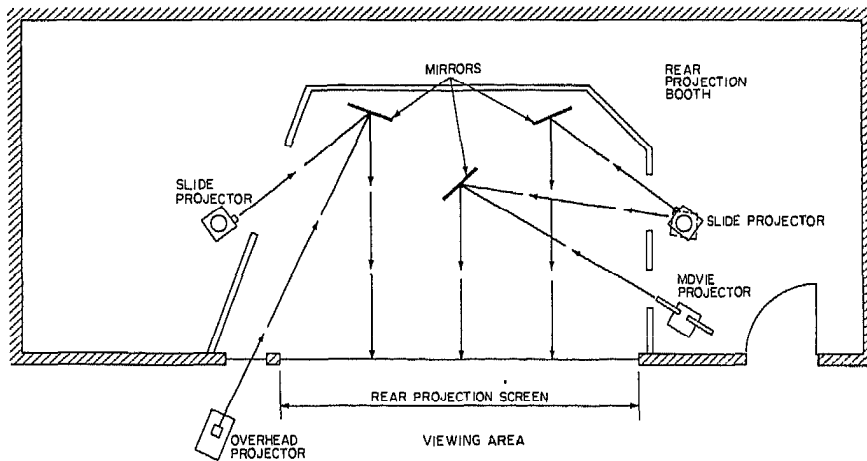 MIRRORS
REAR
PROJECTION
BOOTH
SLIDE
PROJECTOR
SLIDE PROJECTOR
MOVIE
PROJECTOR
REAR PROJECTION SCREEN
OVERHEAD
PROJECTOR
VIEWING AREA